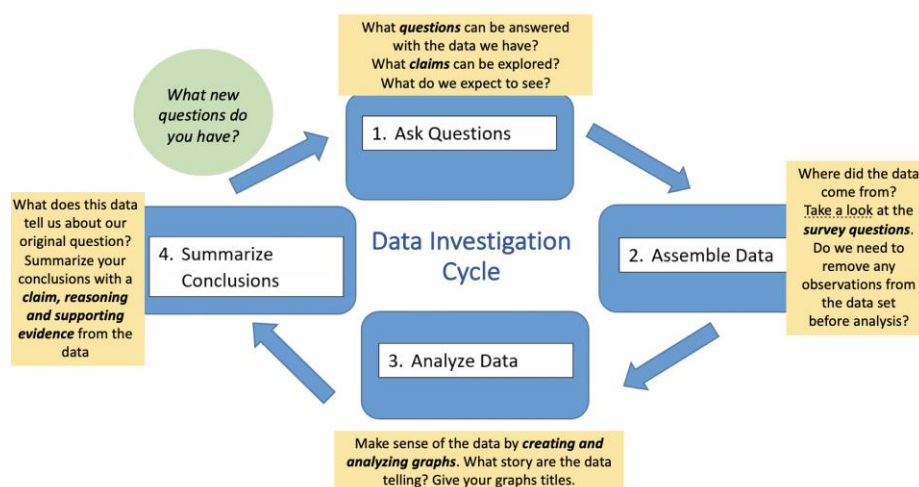 What questions can be answered
with the data we have?
What claims can be explored?
What do we expect to see?
What new
questions do
you have?
1. Ask Questions
Where did the data
come from?
Take a look at the
survey questions.
Do we need to
remove any
observations from
the data set
before analysis?
What does this data
tell us about our
original question?
Summarize your
conclusions with a
claim, reasoning
and supporting
evidence from the
data
4. Summarize
Conclusions
Data Investigation
Cycle
2. Assemble Data
3. Analyze Data
Make sense of the data by creating and
analyzing graphs. What story are the data
telling? Give your graphs titles.